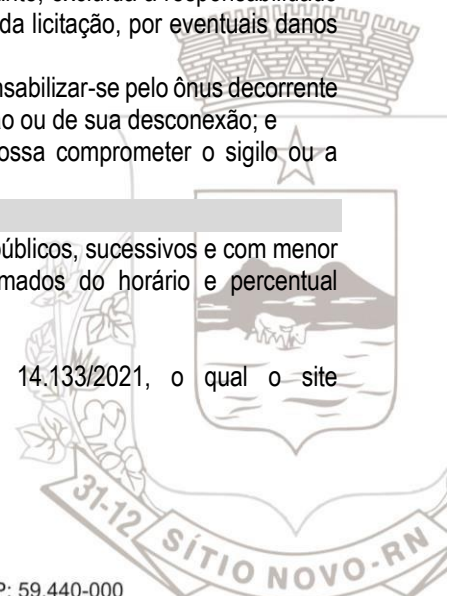 da licitação, por eventuais danos
nsabilizar-se pelo ônus decorrente
ão ou de sua desconexão; e
ossa comprometer o sigilo ou a
públicos, sucessivos e com menor
mados do horário e percentual
14.133/2021, o qual o site
31-12 SÍTIO NOVO-RN
P: 59.440-000